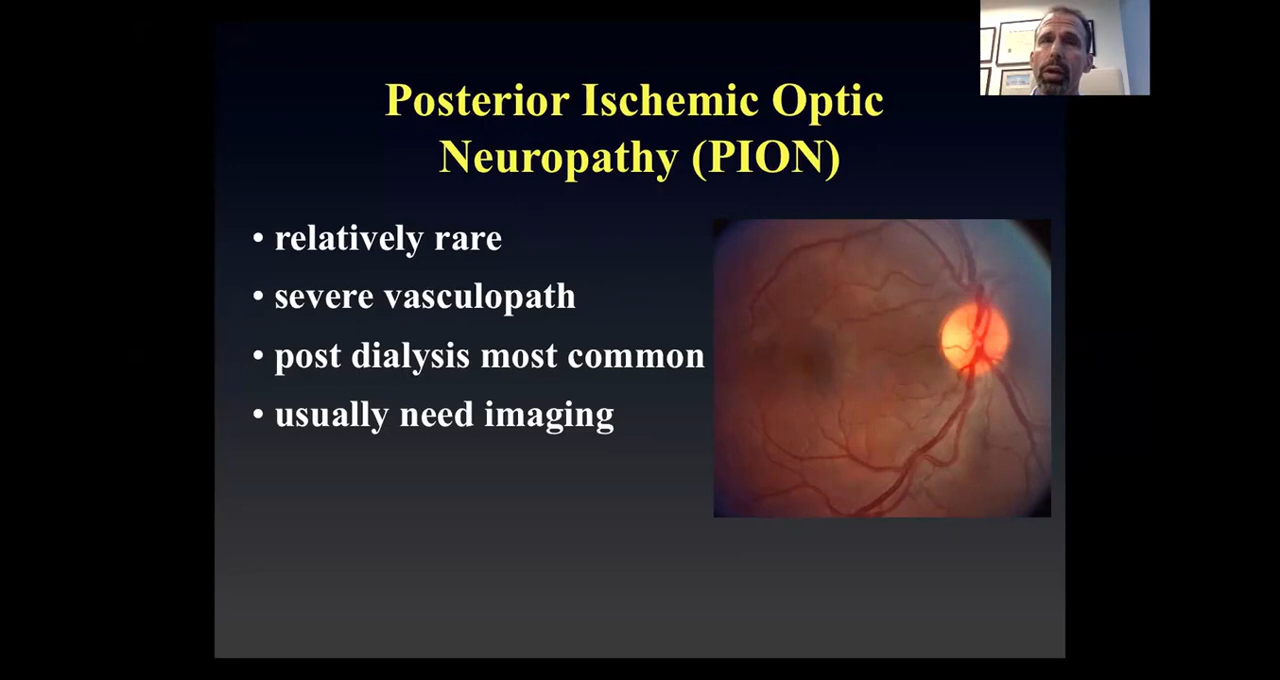 Posterior Ischemic Optic
Neuropathy (PION)
• relatively rare
• severe vasculopath
• post dialysis most common
• usually need imaging